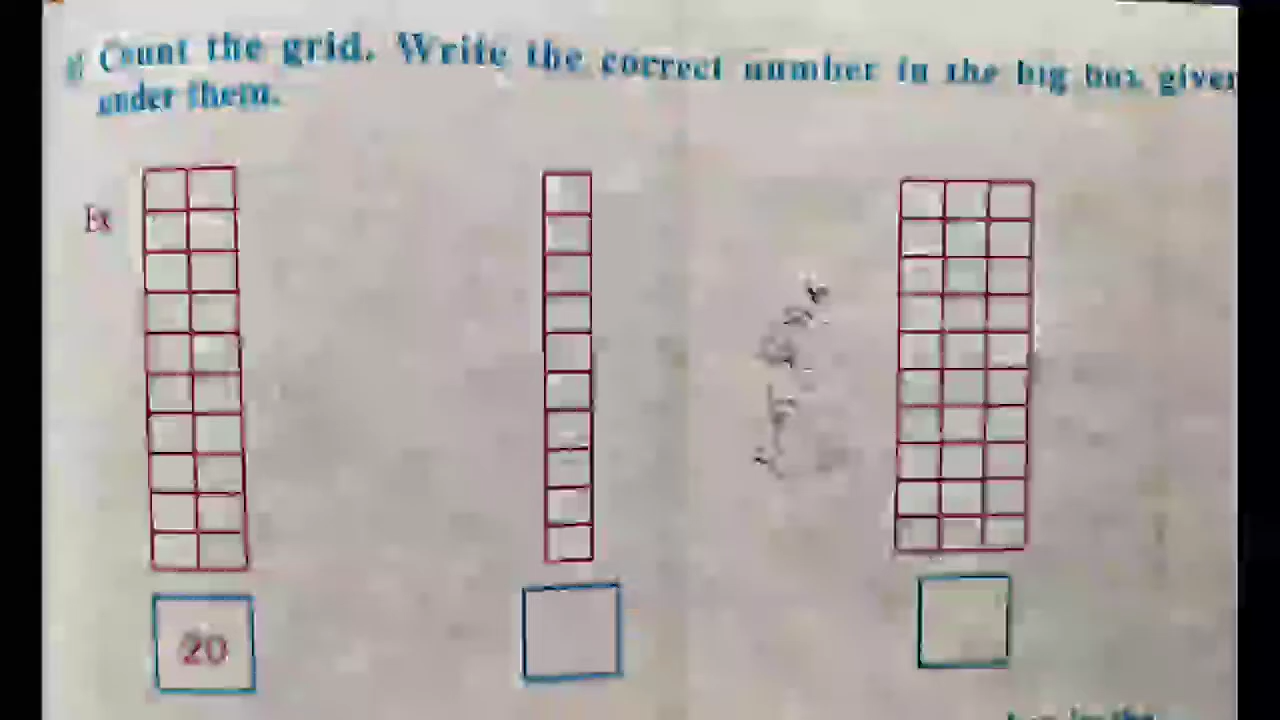 Count the grid. Write the correct number in the big box given
under them.
Ex
20